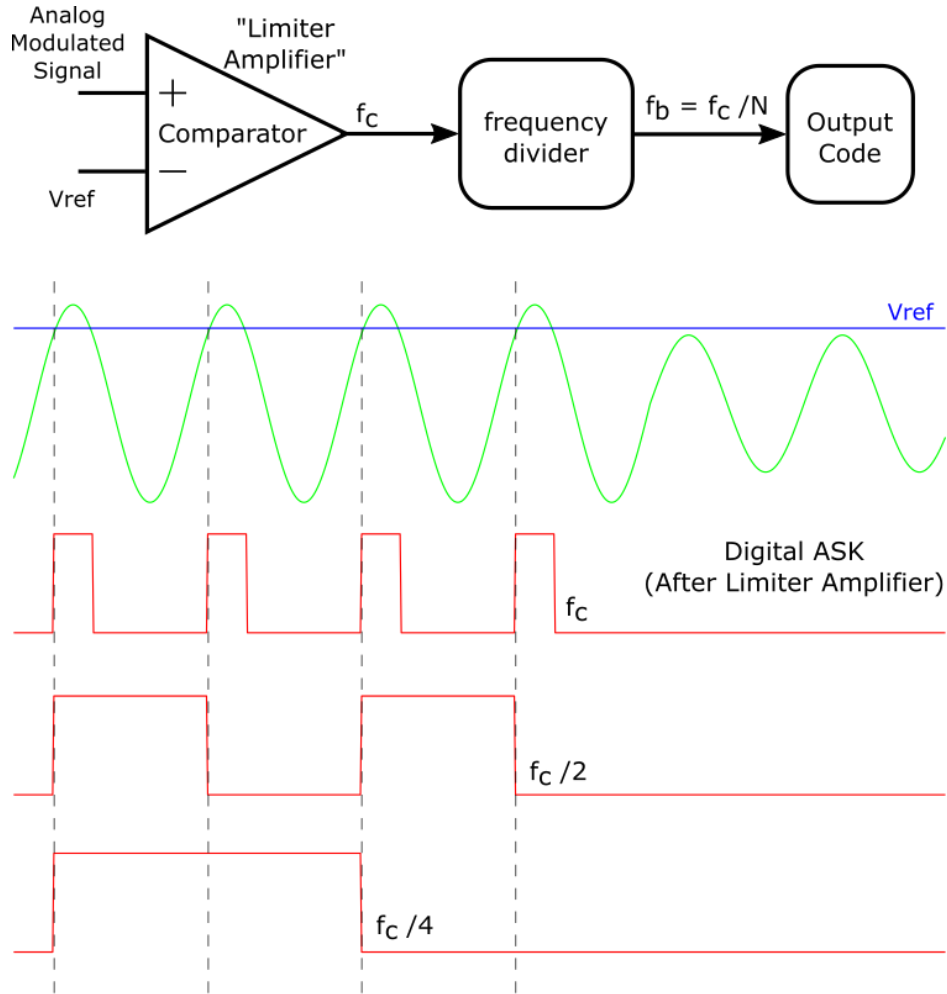 Analog
Modulated
Signal
"Limiter
Amplifier"
+
Comparator
−
Vref
fc
frequency
divider
fb = fc /N
Output
Code
Vref
Digital ASK
(After Limiter Amplifier)
fc
fc /2
fc /4